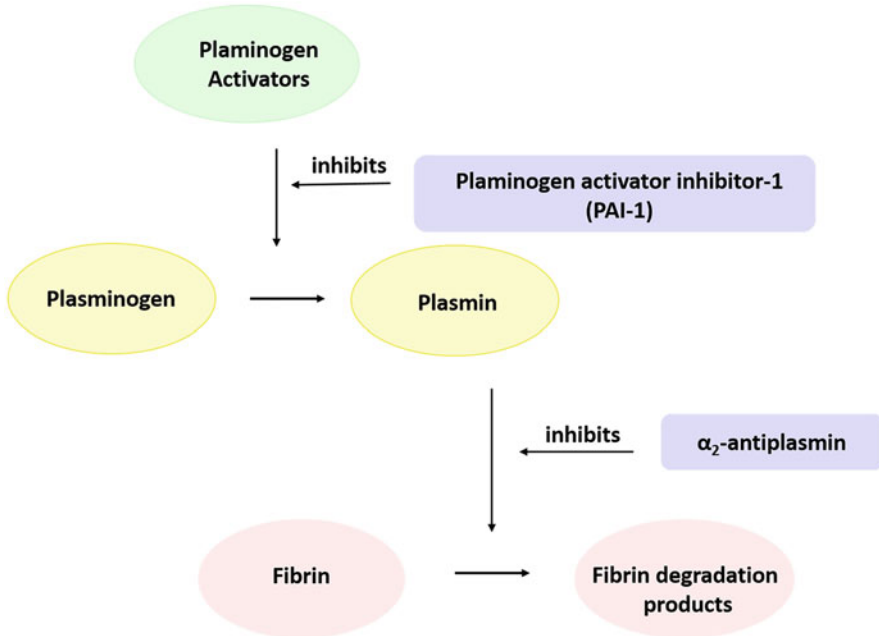 Plaminogen
Activators
inhibits
Plaminogen activator inhibitor-1
(PAI-1)
Plasminogen
Plasmin
inhibits
α₂-antiplasmin
Fibrin
Fibrin degradation
products